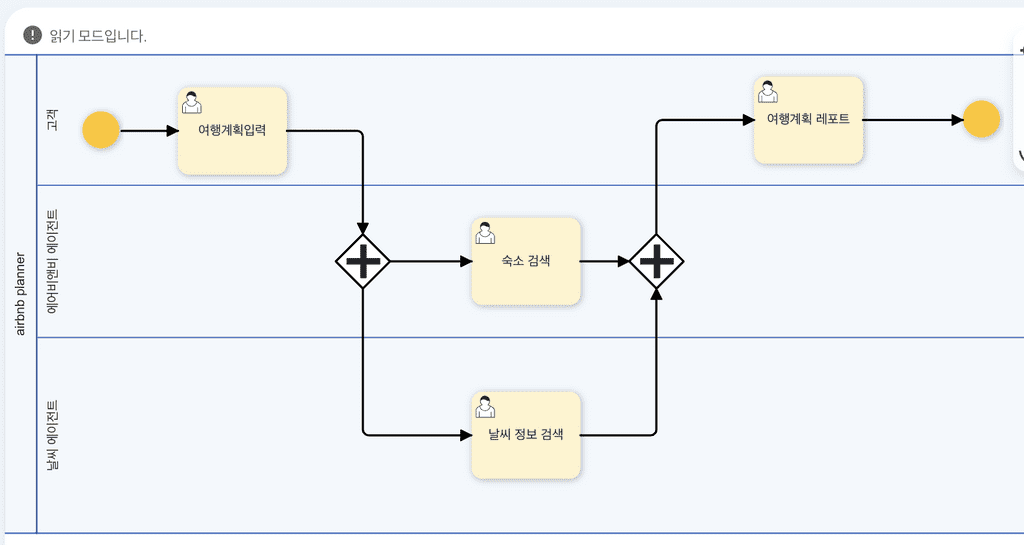 읽기 모드입니다.
airbnb planner
고객
여행계획입력
여행계획 레포트
에어비앤비 에이전트
숙소 검색
날씨 에이전트
날씨 정보 검색